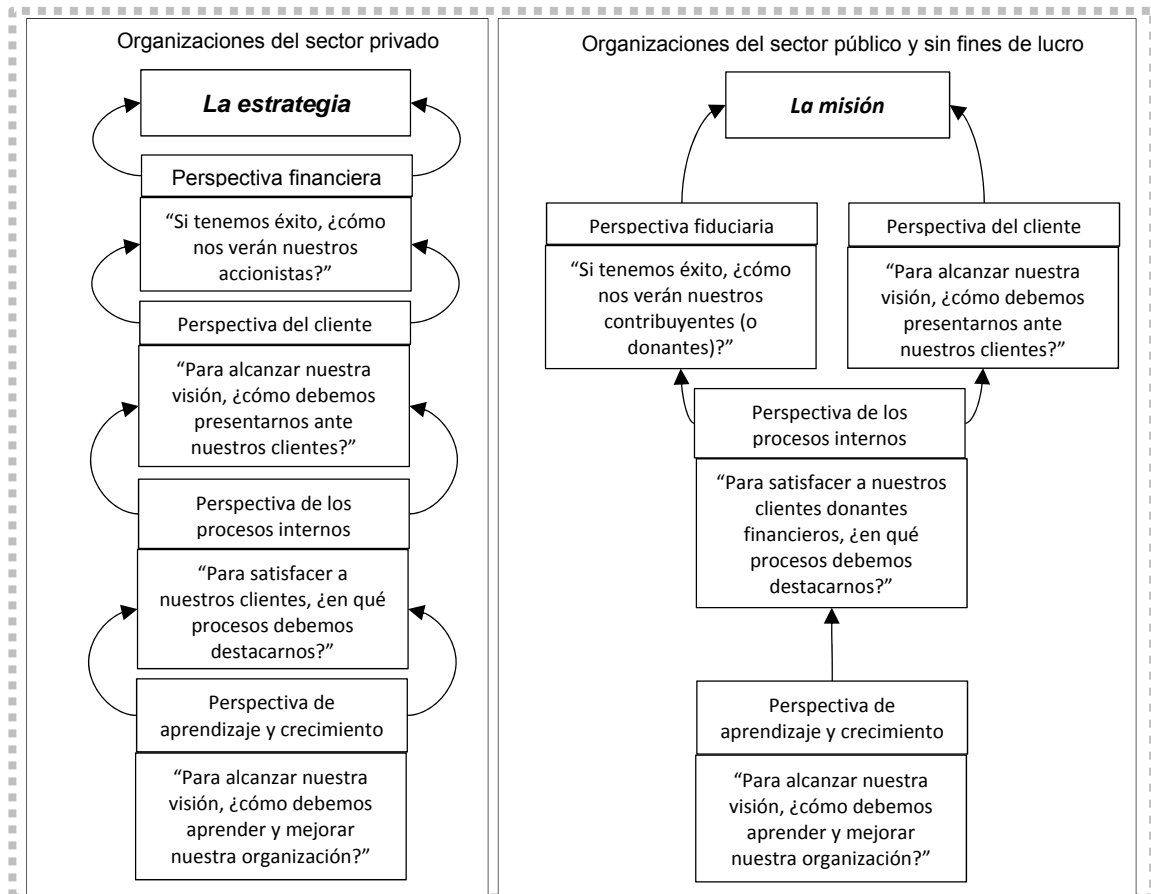 Organizaciones del sector privado
La estrategia
Perspectiva financiera
“Si tenemos éxito, ¿cómo
nos verán nuestros
accionistas?”
Perspectiva del cliente
“Para alcanzar nuestra
visión, ¿cómo debemos
presentarnos ante
nuestros clientes?”
Perspectiva de los
procesos internos
“Para satisfacer a
nuestros clientes, ¿en qué
procesos debemos
destacarnos?”
Perspectiva de
aprendizaje y crecimiento
“Para alcanzar nuestra
visión, ¿cómo debemos
aprender y mejorar
nuestra organización?”
Organizaciones del sector público y sin fines de lucro
La misión
Perspectiva fiduciaria
“Si tenemos éxito, ¿cómo
nos verán nuestros
contribuyentes (o
donantes)?”
Perspectiva del cliente
“Para alcanzar nuestra
visión, ¿cómo debemos
presentarnos ante
nuestros clientes?”
Perspectiva de los
procesos internos
“Para satisfacer a nuestros
clientes donantes
financieros, ¿en qué
procesos debemos
destacarnos?”
Perspectiva de
aprendizaje y crecimiento
“Para alcanzar nuestra
visión, ¿cómo debemos
aprender y mejorar
nuestra organización?”